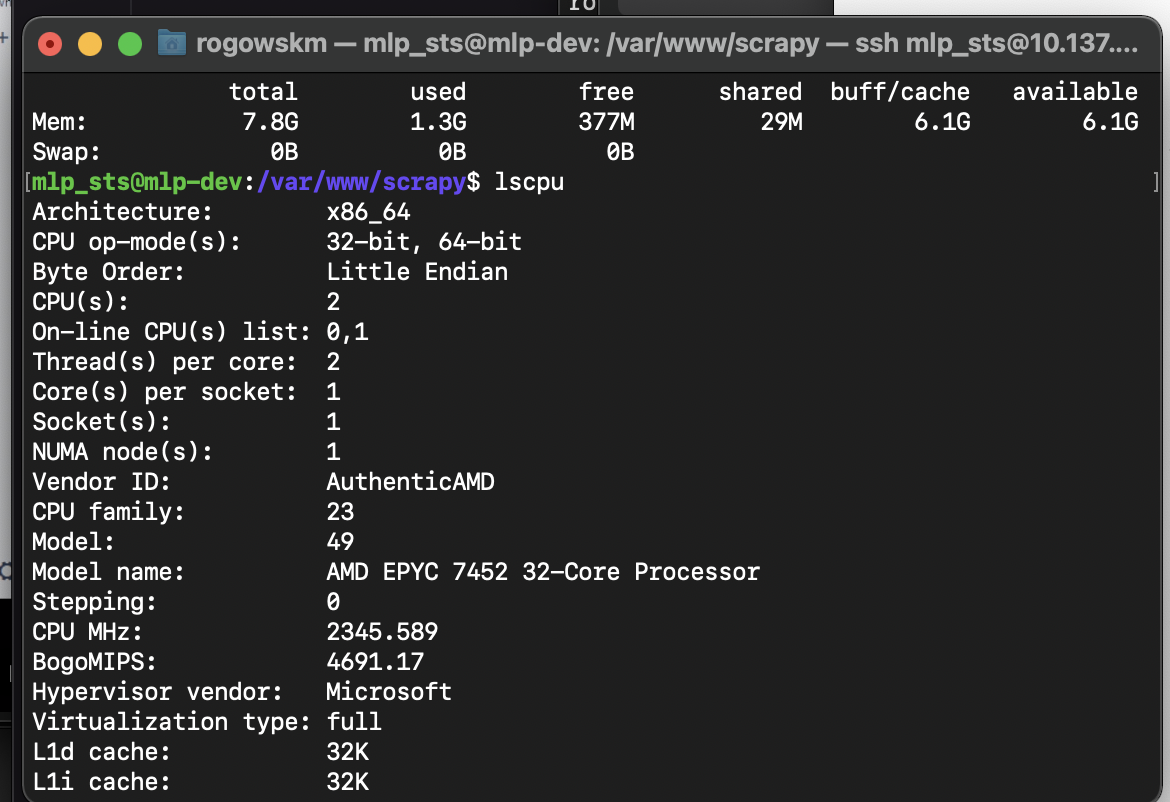 ro
rogowskm — mlp_sts@mlp-dev: /var/www/scrapy — ssh mlp_sts@10.137....
total used free shared buff/cache available
Mem: 7.8G 1.3G 377M 29M 6.1G 6.1G
Swap: 0B 0B 0B
[mlp_sts@mlp-dev:/var/www/scrapy$ lscpu ]
Architecture: x86_64
CPU op-mode(s): 32-bit, 64-bit
Byte Order: Little Endian
CPU(s): 2
On-line CPU(s) list: 0,1
Thread(s) per core: 2
Core(s) per socket: 1
Socket(s): 1
NUMA node(s): 1
Vendor ID: AuthenticAMD
CPU family: 23
Model: 49
Model name: AMD EPYC 7452 32-Core Processor
Stepping: 0
CPU MHz: 2345.589
BogoMIPS: 4691.17
Hypervisor vendor: Microsoft
Virtualization type: full
L1d cache: 32K
L1i cache: 32K